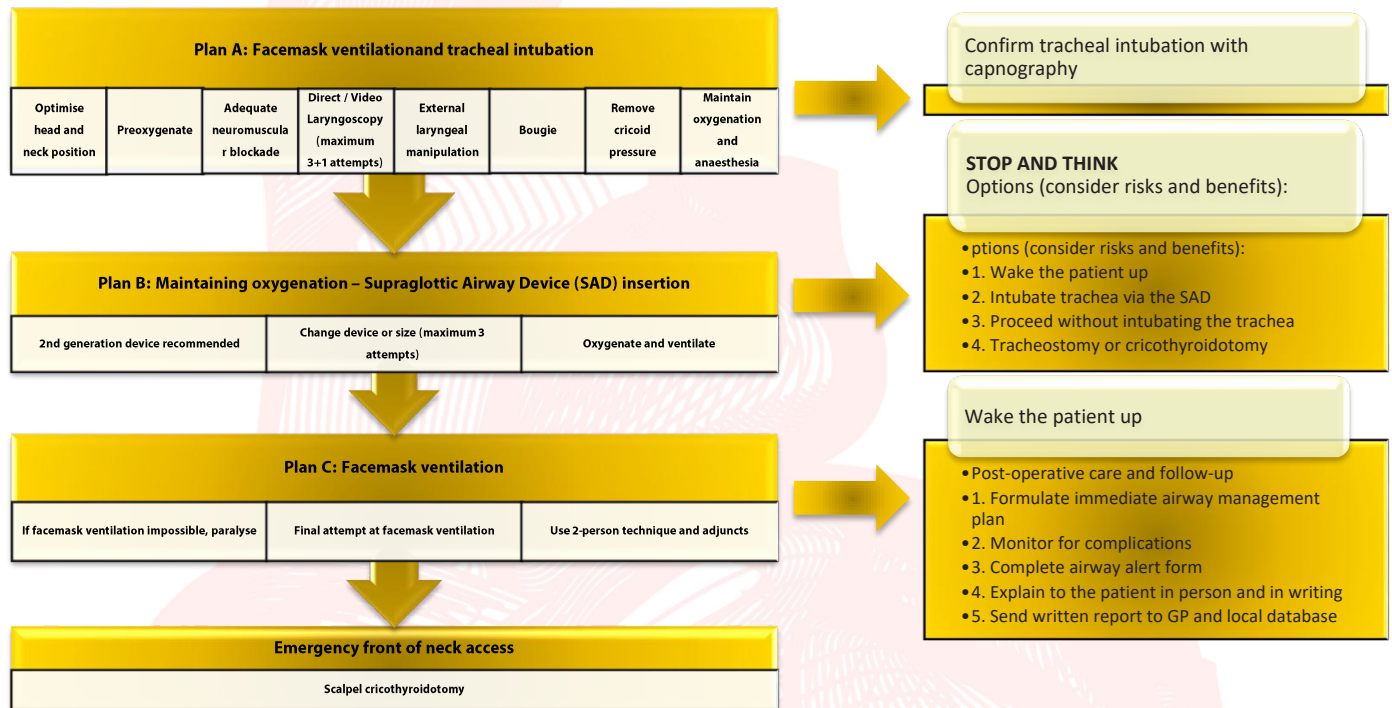 Plan A: Facemask ventilationand tracheal intubation
Optimise
head and
neck position
Preoxygenate
Adequate
neuromuscula
r blockade
Direct / Video
Laryngoscopy
(maximum
3+1 attempts)
External
laryngeal
manipulation
Bougie
Remove
cricoid
pressure
Maintain
oxygenation
and
anaesthesia
Confirm tracheal intubation with
capnography
Plan B: Maintaining oxygenation – Supraglottic Airway Device (SAD) insertion
2nd generation device recommended
Change device or size (maximum 3
attempts)
Oxygenate and ventilate
STOP AND THINK
Options (consider risks and benefits):
•ptions (consider risks and benefits):
•1. Wake the patient up
•2. Intubate trachea via the SAD
•3. Proceed without intubating the trachea
•4. Tracheostomy or cricothyroidotomy
Plan C: Facemask ventilation
If facemask ventilation impossible, paralyse
Final attempt at facemask ventilation
Use 2-person technique and adjuncts
Wake the patient up
•Post-operative care and follow-up
•1. Formulate immediate airway management
plan
•2. Monitor for complications
•3. Complete airway alert form
•4. Explain to the patient in person and in writing
•5. Send written report to GP and local database
Emergency front of neck access
Scalpel cricothyroidotomy